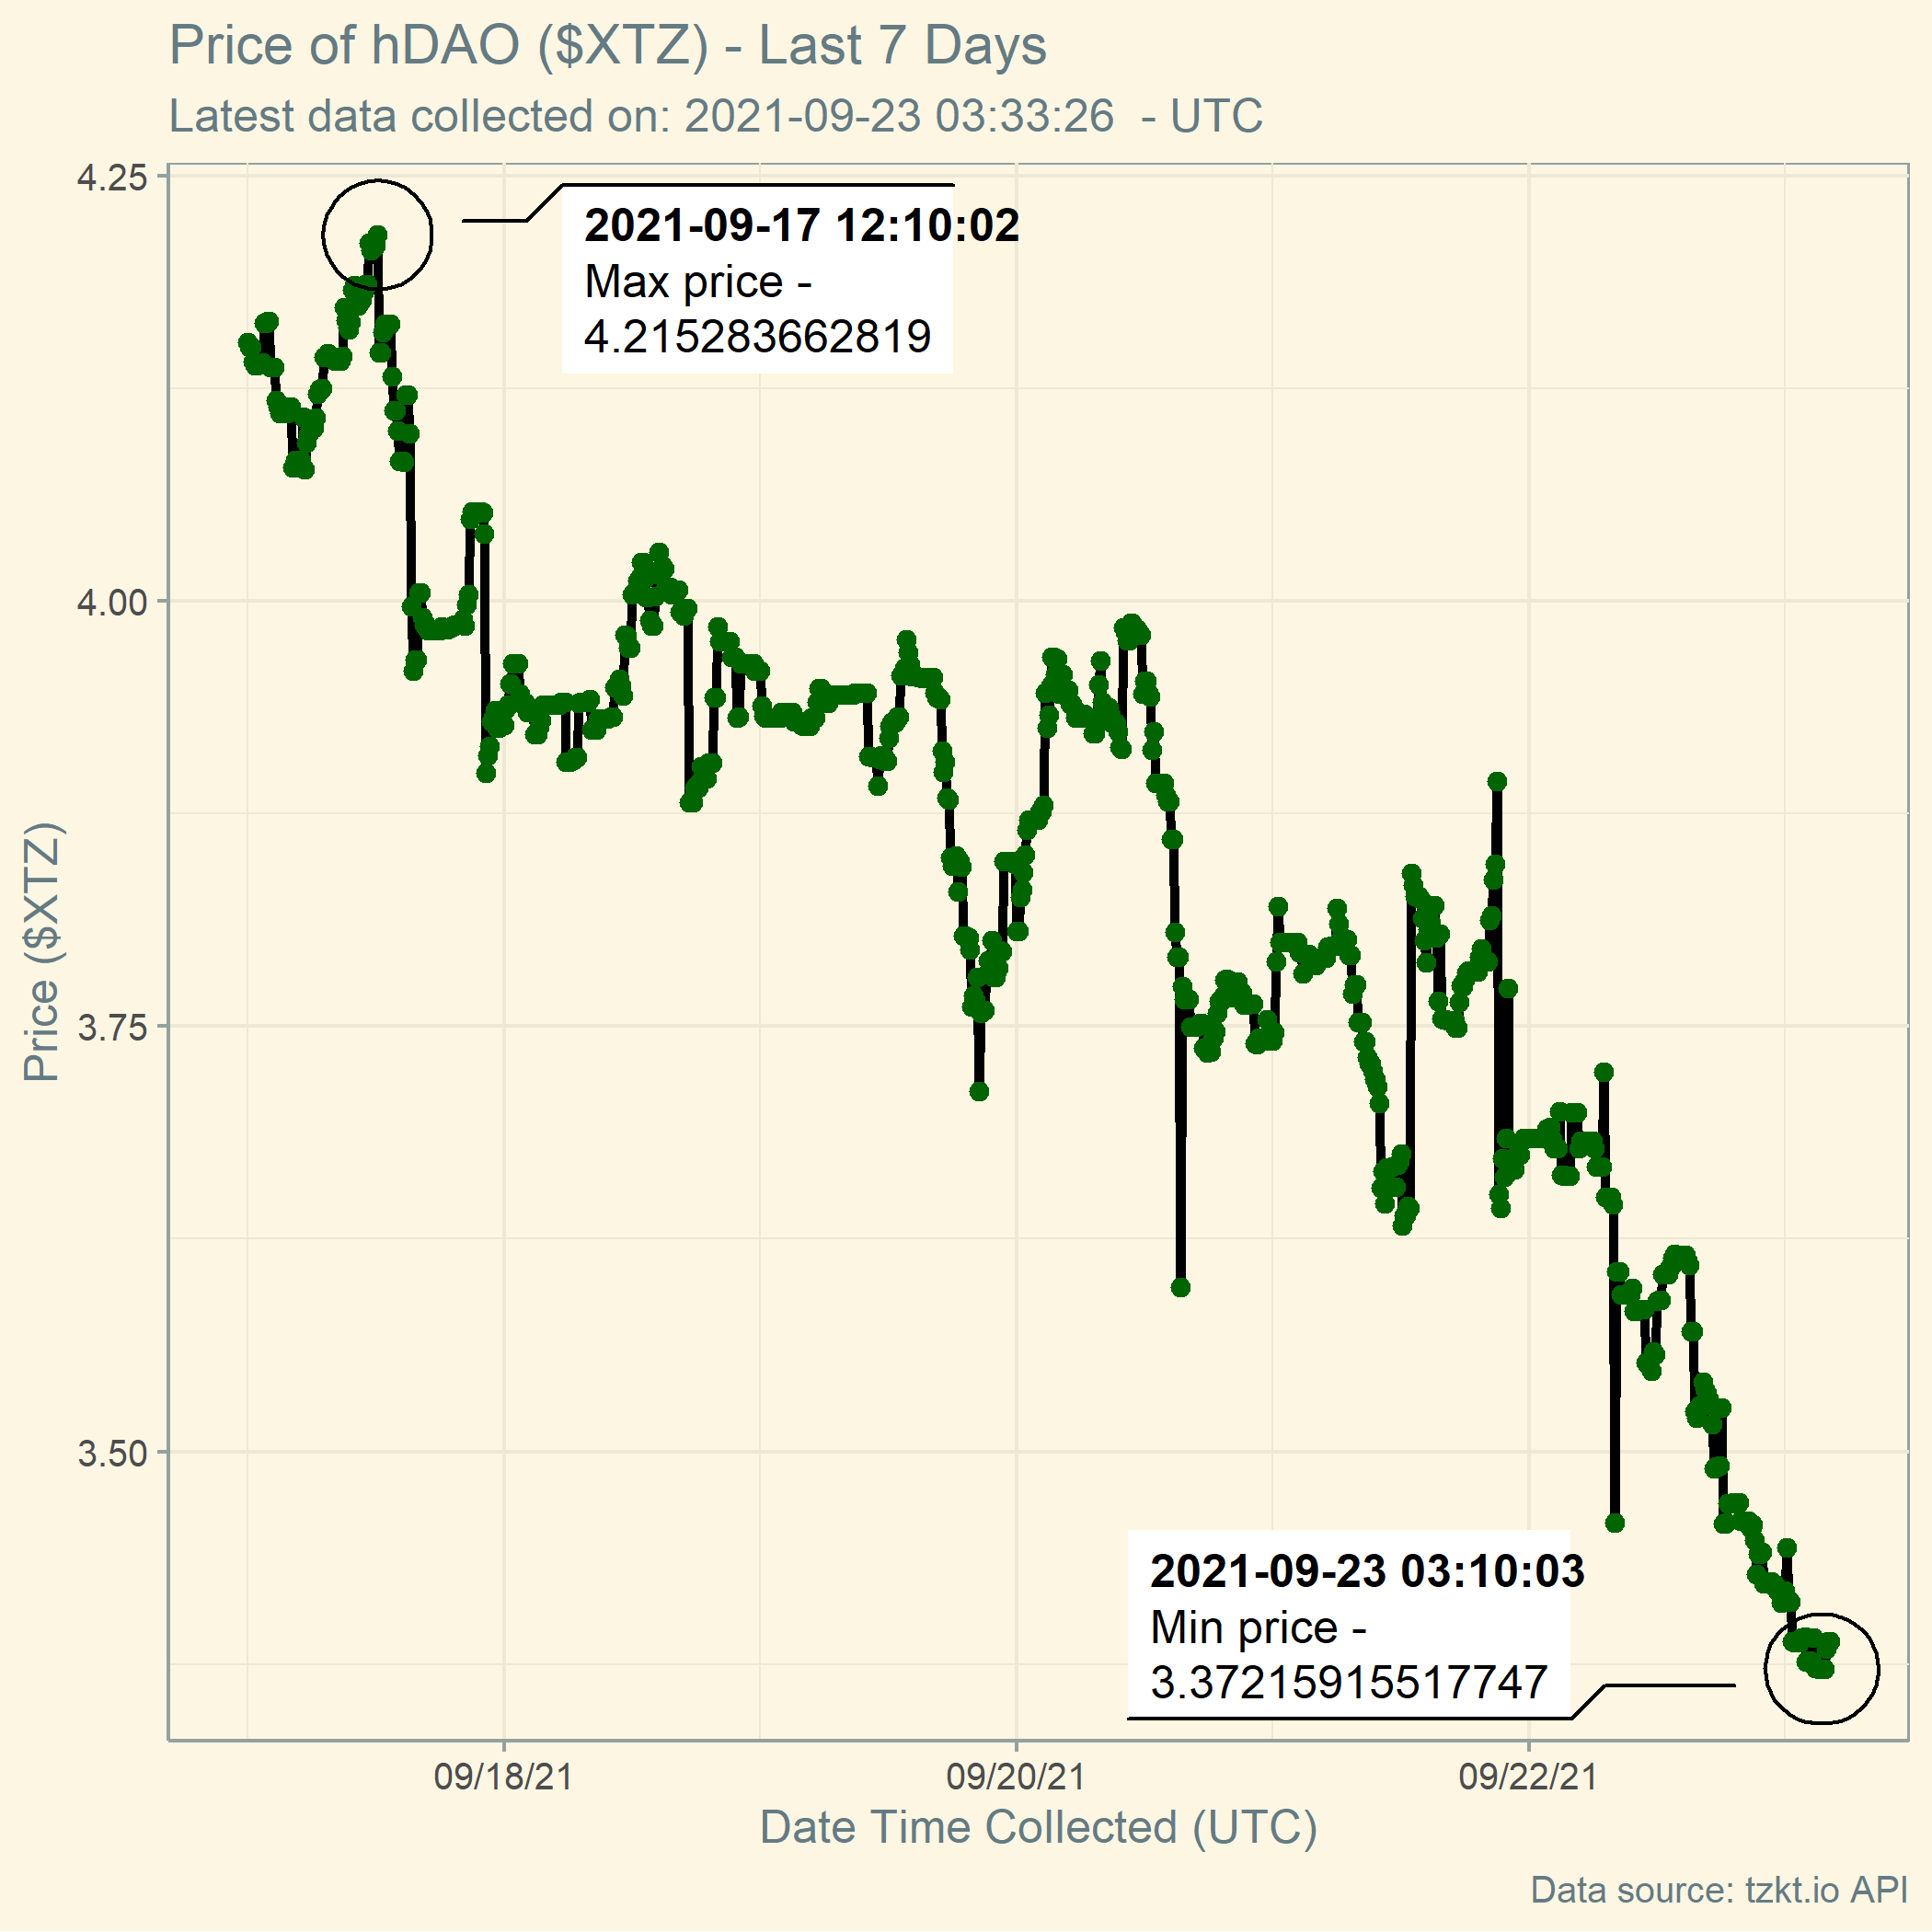 Price of hDAO ($XTZ) - Last 7 Days
Latest data collected on: 2021-09-23 03:33:26  - UTC
4.25
4.00
3.75
3.50
Price ($XTZ)
2021-09-17 12:10:02
Max price -
4.215283662819
2021-09-23 03:10:03
Min price -
3.37215915517747
09/18/21
09/20/21
09/22/21
Date Time Collected (UTC)
Data source: tzkt.io API